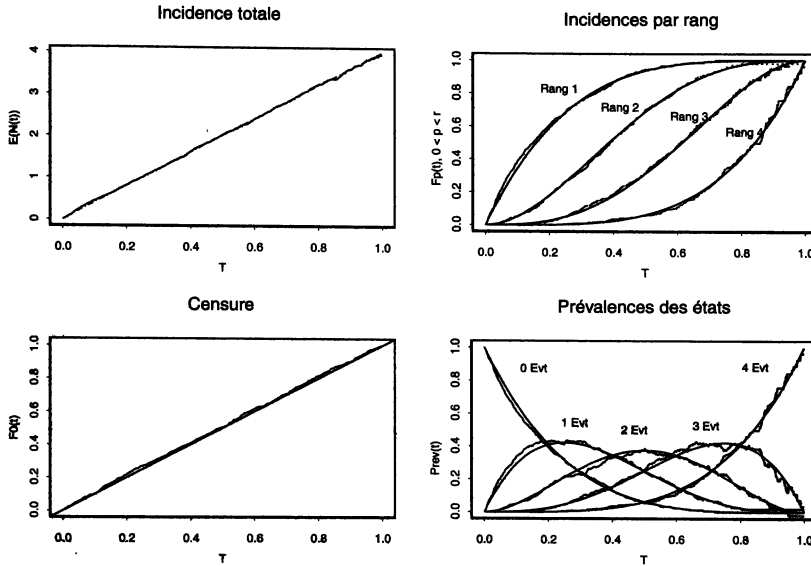 Incidence totale
E(N(t))
4
3
2
1
0
0.0 0.2 0.4 0.6 0.8 1.0
T
Incidences par rang
Fp(t), 0 < p < r
1.0
0.8
0.6
0.4
0.2
0.0
Rang 1
Rang 2
Rang 3
Rang 4
0.0 0.2 0.4 0.6 0.8 1.0
T
Censure
F0(t)
1.0
0.8
0.6
0.4
0.2
0.0
0.0 0.2 0.4 0.6 0.8 1.0
T
Prévalences des états
Prev(t)
1.0
0.8
0.6
0.4
0.2
0.0
0 Evt
1 Evt
2 Evt
3 Evt
4 Evt
0.0 0.2 0.4 0.6 0.8 1.0
T